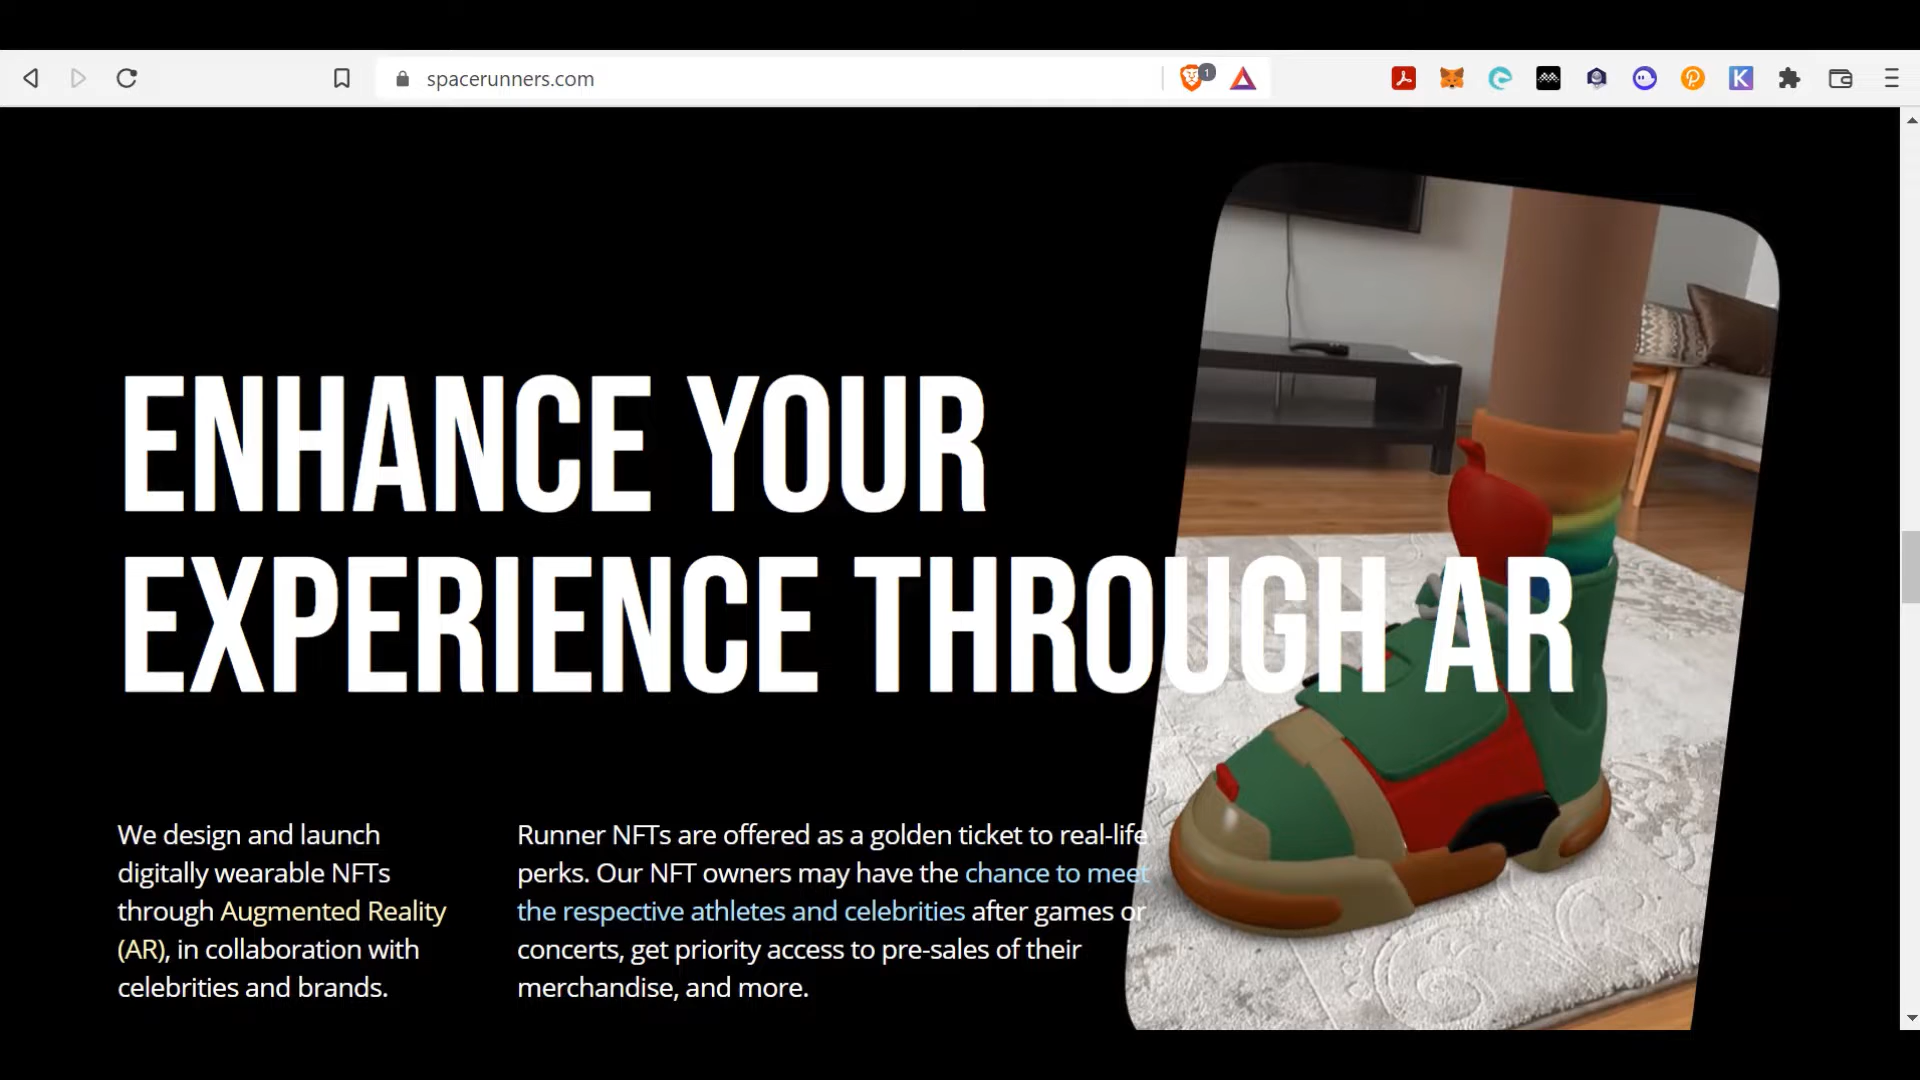 spacerunners.com
1
ENHANCE YOUR
EXPERIENCE THROUGH AR
We design and launch
digitally wearable NFTs
through Augmented Reality
(AR), in collaboration with
celebrities and brands.
Runner NFTs are offered as a golden ticket to real-life
perks. Our NFT owners may have the chance to meet
the respective athletes and celebrities after games or
concerts, get priority access to pre-sales of their
merchandise, and more.